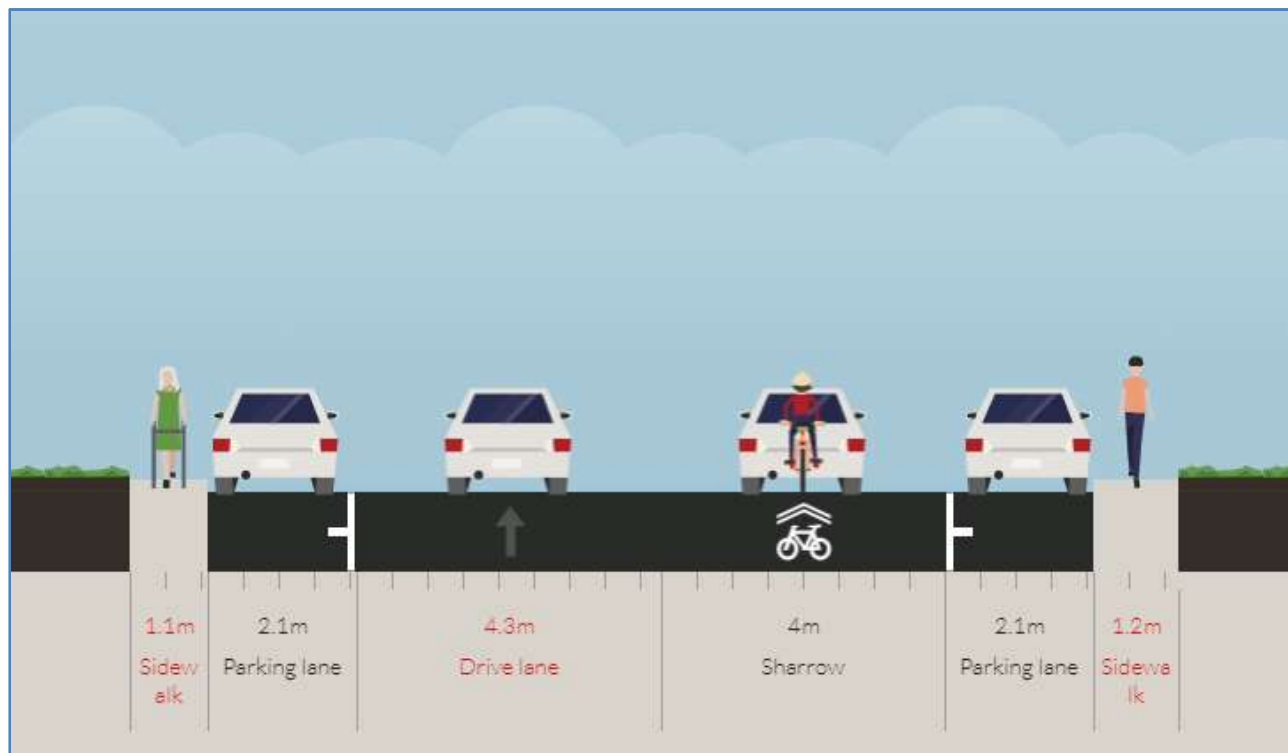 1.1m
Sidew
alk
2.1m
Parking lane
4.3m
Drive lane
4m
Sharrow
2.1m
Parking lane
1.2m
Sidewa
lk